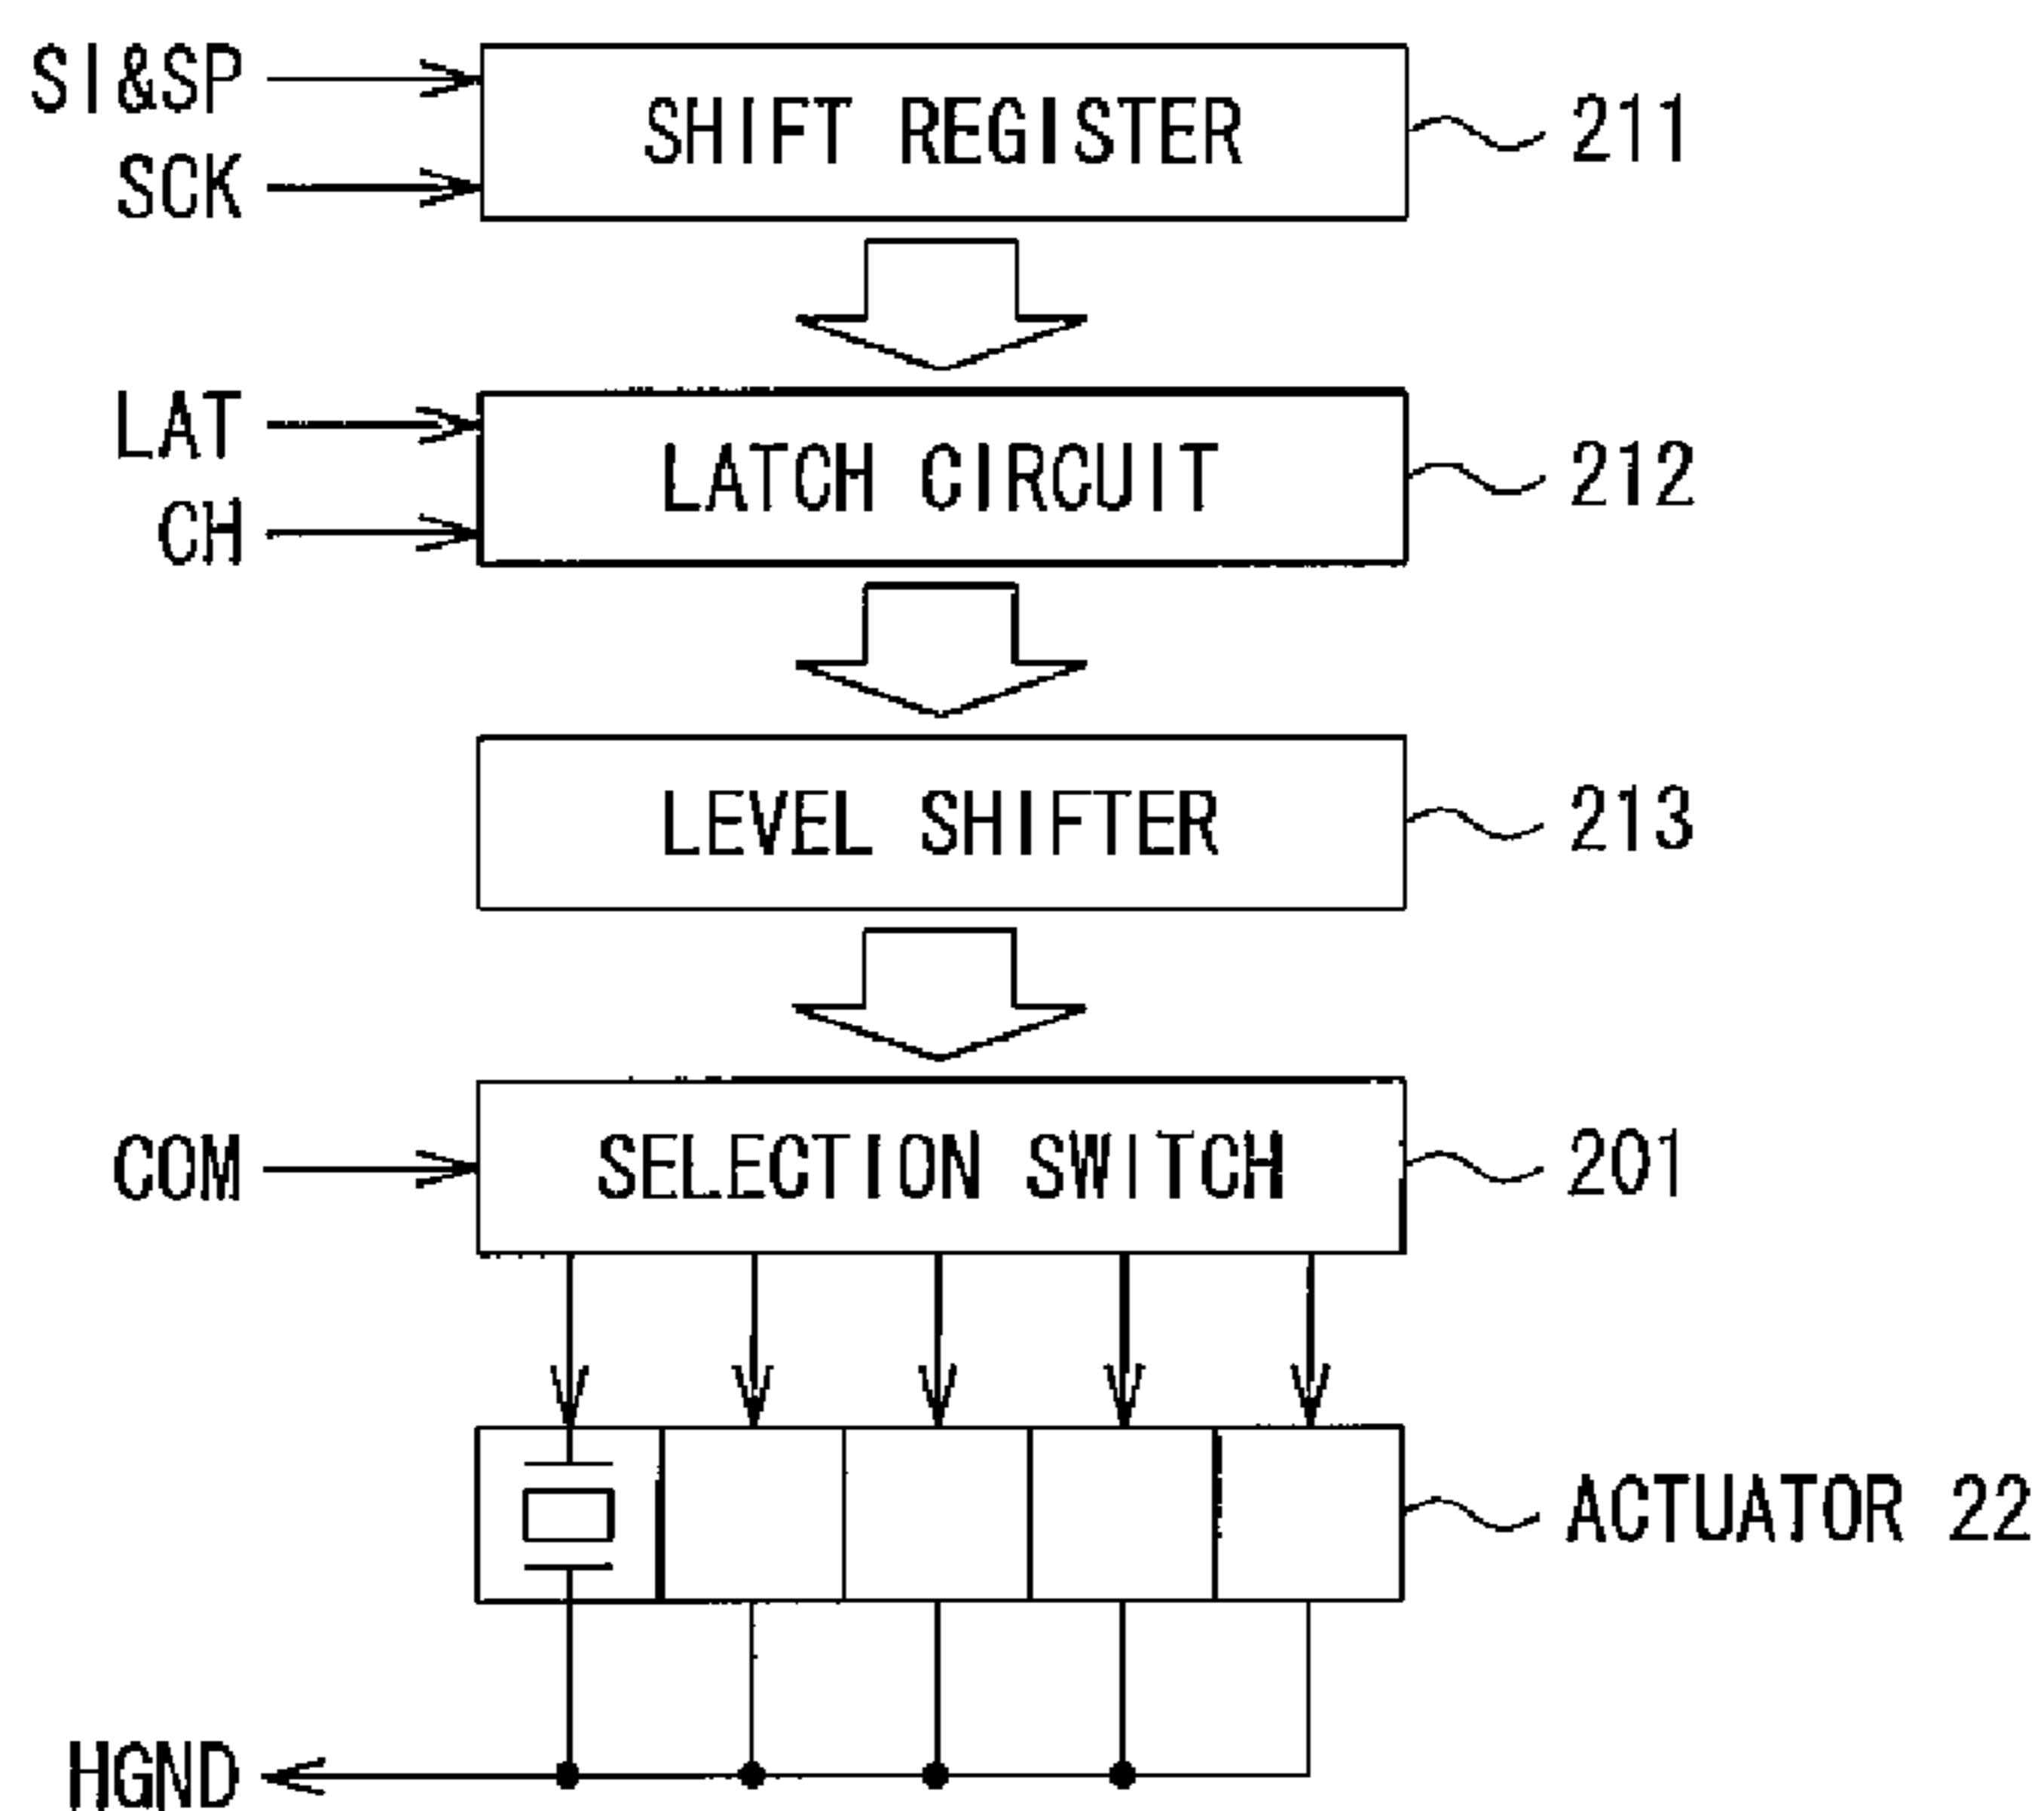 SI&SP
SCK
SHIFT REGISTER
211
LAT
CH
LATCH CIRCUIT
212
LEVEL SHIFTER
213
COM
SELECTION SWITCH
201
ACTUATOR 22
HGND